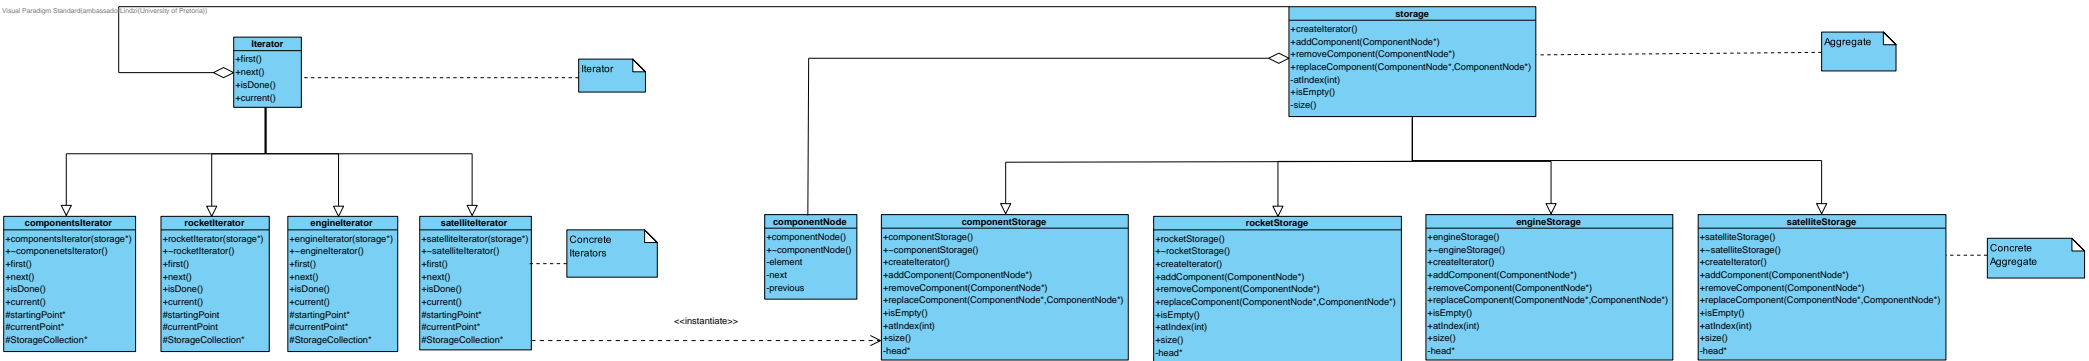 Visual Paradigm Standard(ambassador Lindzi(University of Pretoria))
storage
+createIterator()
+addComponent(ComponentNode*)
+removeComponent(ComponentNode*)
+replaceComponent(ComponentNode*,ComponentNode*)
-atIndex(int)
+isEmpty()
-size()
Aggregate
Iterator
+first()
+next()
+isDone()
+current()
Iterator
componentsIterator
+componentsIterator(storage*)
+~componentsIterator()
+first()
+next()
+isDone()
+current()
#startingPoint*
#currentPoint*
#StorageCollection*
rocketIterator
+rocketIterator(storage*)
+~rocketIterator()
+first()
+next()
+isDone()
+current()
#startingPoint
#currentPoint
#StorageCollection*
engineIterator
+engineIterator(storage*)
+~engineIterator()
+first()
+next()
+isDone()
+current()
#startingPoint*
#currentPoint*
#StorageCollection*
satelliteIterator
+satelliteIterator(storage*)
+~satelliteIterator()
+first()
+next()
+isDone()
+current()
#startingPoint*
#currentPoint*
#StorageCollection*
Concrete
Iterators
<<instantiate>>
componentNode
+componentNode()
+~componentNode()
-element
-next
-previous
componentStorage
+componentStorage()
+~componentStorage()
+createIterator()
+addComponent(ComponentNode*)
+removeComponent(ComponentNode*)
+replaceComponent(ComponentNode*,ComponentNode*)
+isEmpty()
+atIndex(int)
+size()
-head*
rocketStorage
+rocketStorage()
+~rocketStorage()
+createIterator()
+addComponent(ComponentNode*)
+removeComponent(ComponentNode*)
+replaceComponent(ComponentNode*,ComponentNode*)
+isEmpty()
+atIndex(int)
+size()
-head*
engineStorage
+engineStorage()
+~engineStorage()
+createIterator()
+addComponent(ComponentNode*)
+removeComponent(ComponentNode*)
+replaceComponent(ComponentNode*,ComponentNode*)
+isEmpty()
+atIndex(int)
+size()
-head*
satelliteStorage
+satelliteStorage()
+~satelliteStorage()
+createIterator()
+addComponent(ComponentNode*)
+removeComponent(ComponentNode*)
+replaceComponent(ComponentNode*,ComponentNode*)
+isEmpty()
+atIndex(int)
+size()
-head*
Concrete
Aggregate